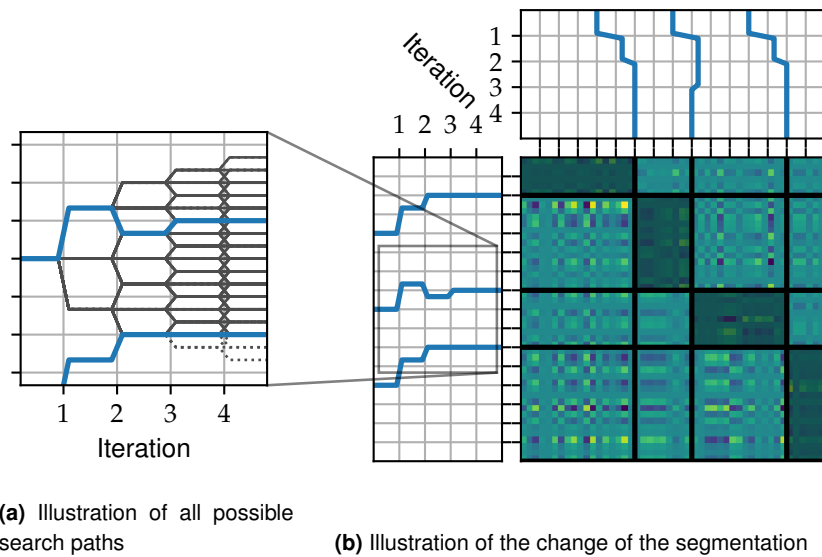 1
2
3
4
Iteration
1 2 3 4
1 2 3 4
Iteration
(a) Illustration of all possible
search paths
(b) Illustration of the change of the segmentation